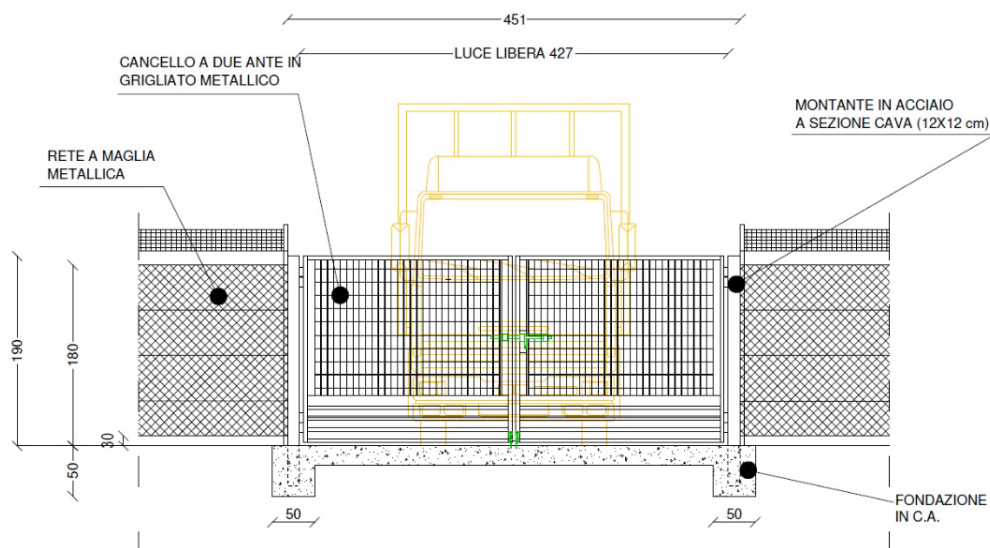 451
LUCE LIBERA 427
CANCELLO A DUE ANTE IN
GRIGLIATO METALLICO
MONTANTE IN ACCIAIO
A SEZIONE CAVA (12X12 cm)
RETE A MAGLIA
METALLICA
190
180
30
50
50
50
FONDAZIONE
IN C.A.